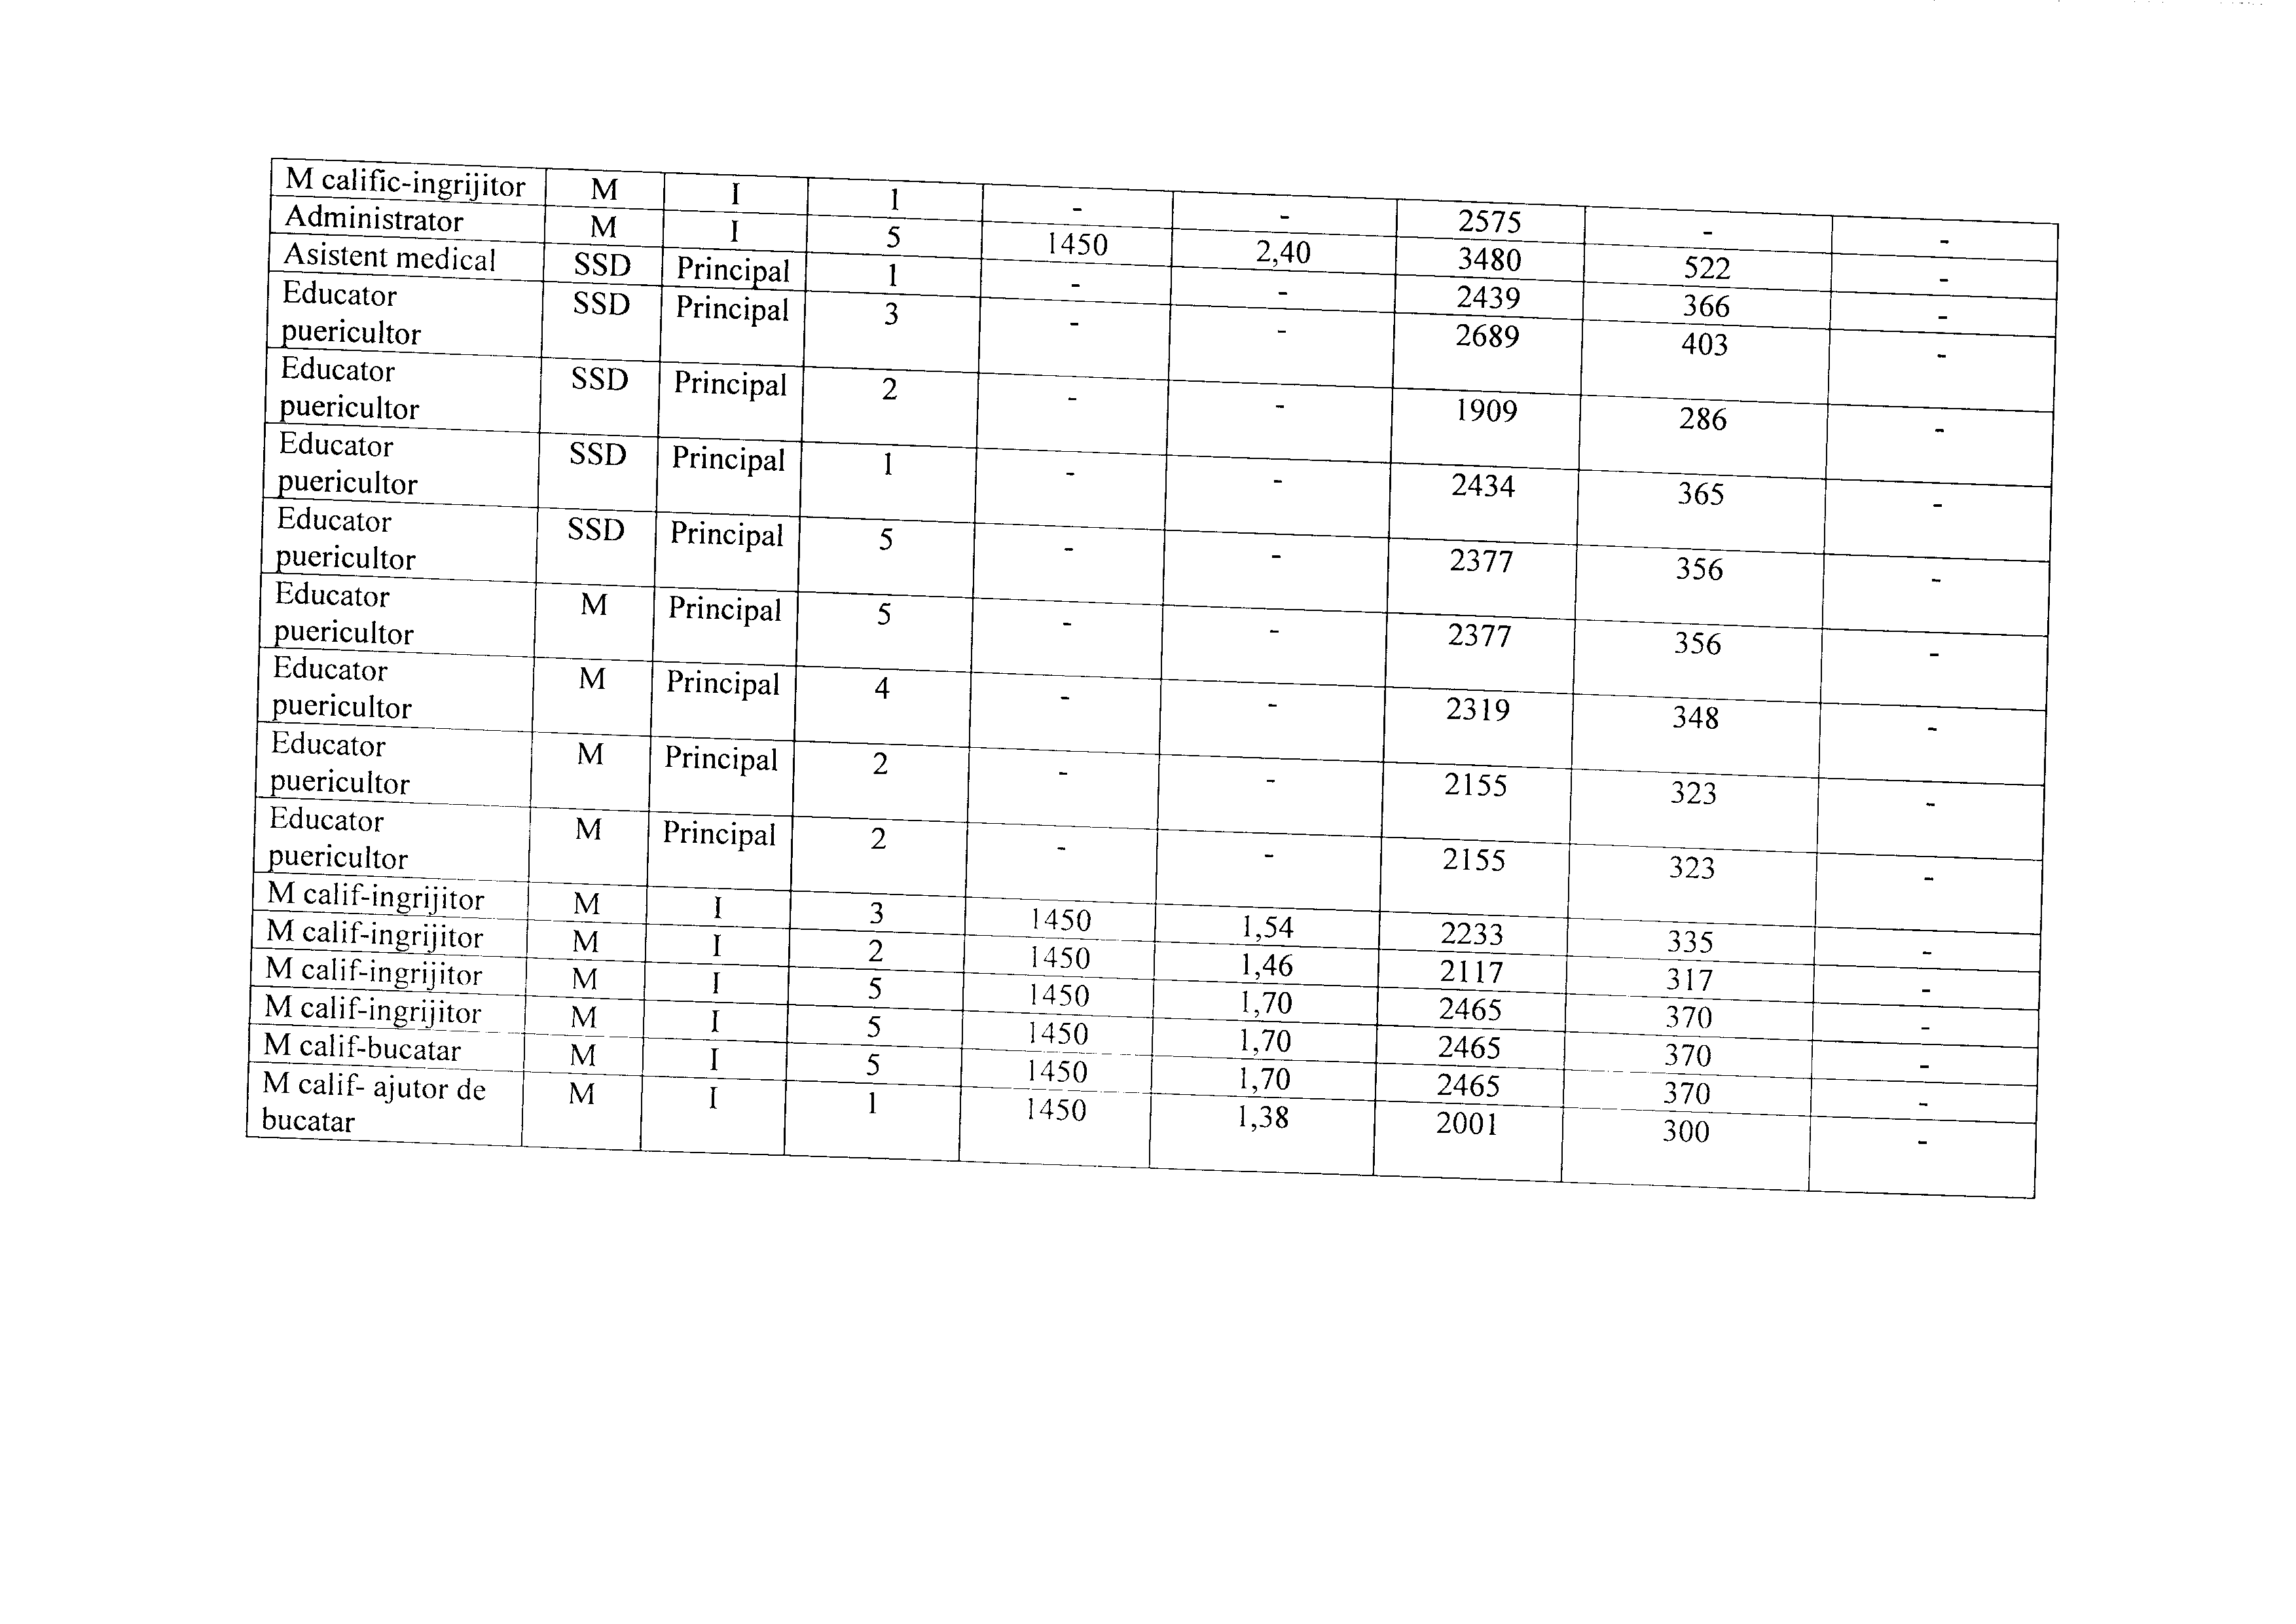 M calific-ingrijitor M I 1 - - 2575 - -
Administrator M I 5 1450 2,40 3480 522 -
Asistent medical SSD Principal 1 - - 2439 366 -
Educator SSD Principal 3 - - 2689 403 -
puericultor
Educator SSD Principal 2 - - 1909 286 -
puericultor
Educator SSD Principal 1 - - 2434 365 -
puericultor
Educator SSD Principal 5 - - 2377 356 -
puericultor
Educator M Principal 5 - - 2377 356 -
puericultor
Educator M Principal 4 - - 2319 348 -
puericultor
Educator M Principal 2 - - 2155 323 -
puericultor
Educator M Principal 2 - - 2155 323 -
puericultor
M calif-ingrijitor M I 3 1450 1,54 2233 335 -
M calif-ingrijitor M I 2 1450 1,46 2117 317 -
M calif-ingrijitor M I 5 1450 1,70 2465 370 -
M calif-ingrijitor M I 5 1450 1,70 2465 370 -
M calif-bucatar M I 5 1450 1,70 2465 370 -
M calif- ajutor de M I 1 1450 1,38 2001 300 -
bucatar